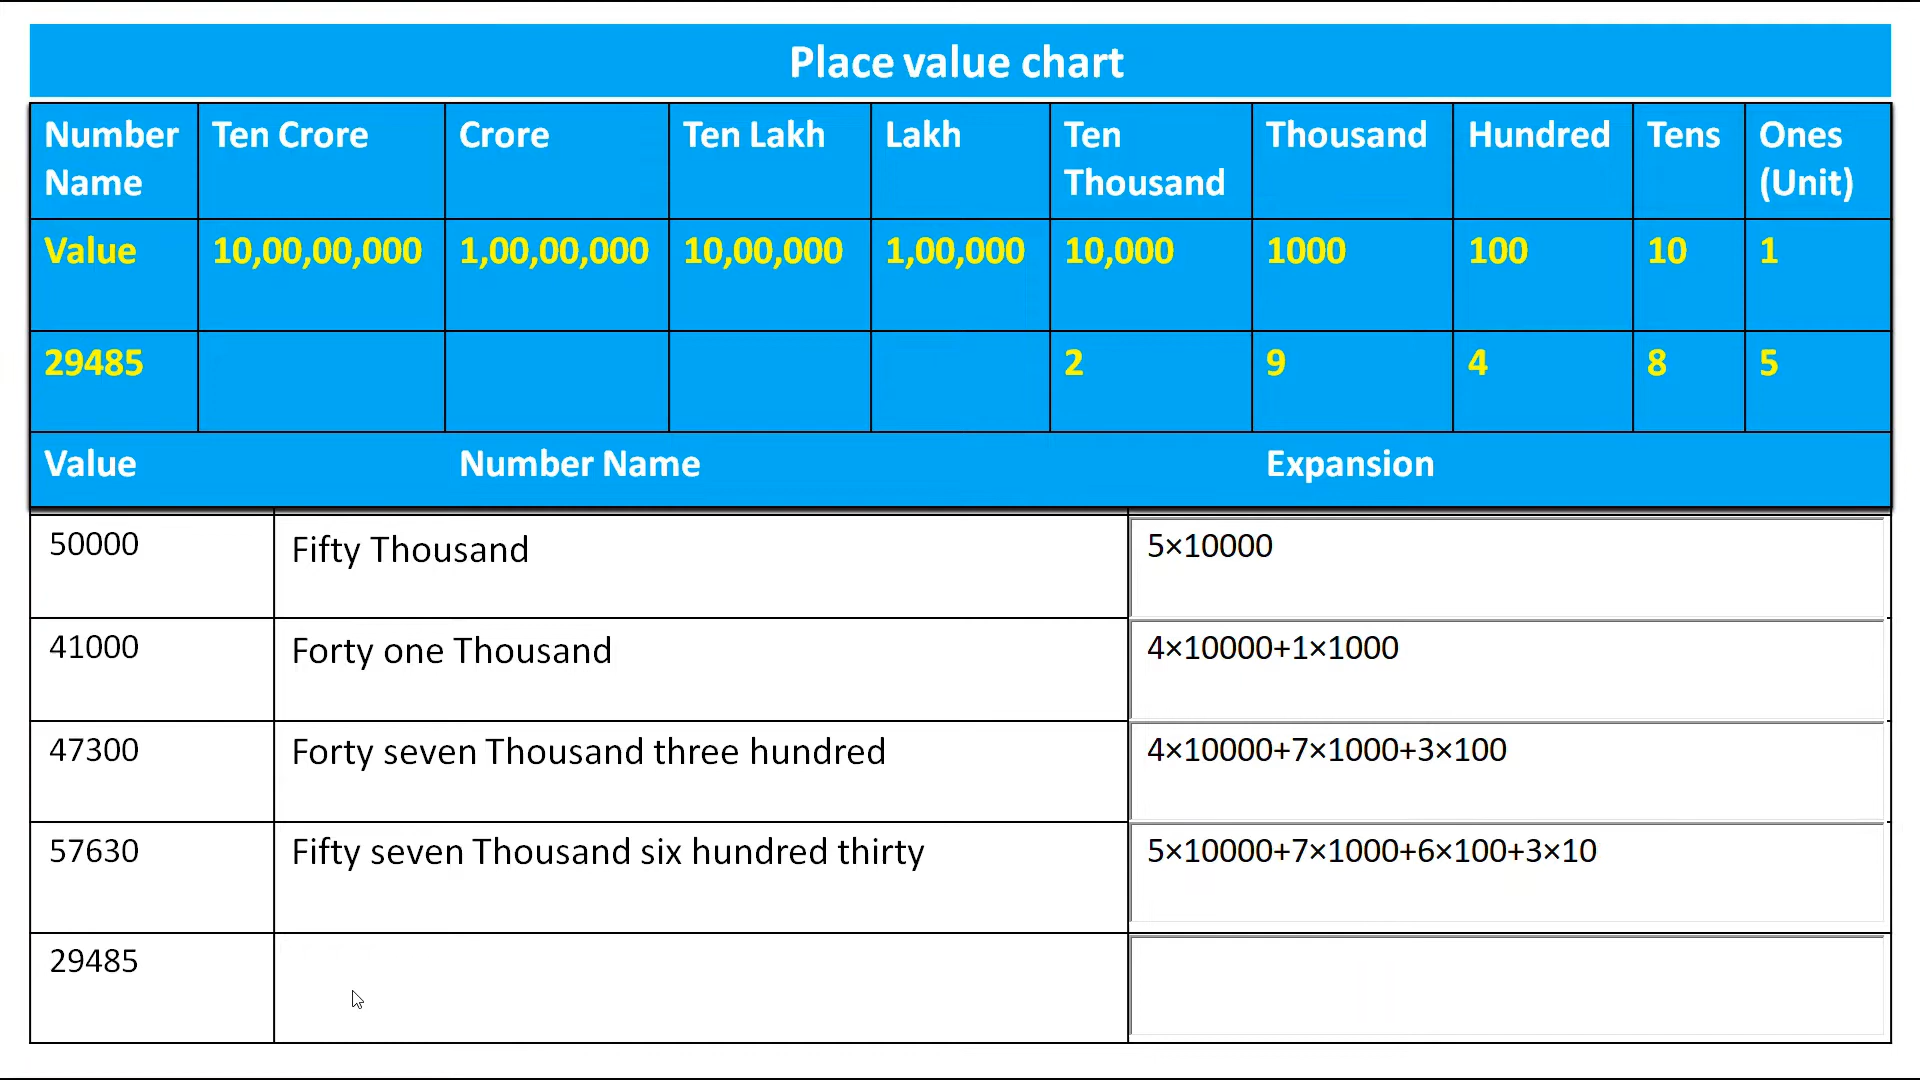 Place value chart
Number Name Ten Crore Crore Ten Lakh Lakh Ten Thousand Thousand Hundred Tens Ones (Unit)
Value 10,00,00,000 1,00,00,000 10,00,000 1,00,000 10,000 1000 100 10 1
29485 2 9 4 8 5
Value Number Name Expansion
50000 Fifty Thousand 5×10000
41000 Forty one Thousand 4×10000+1×1000
47300 Forty seven Thousand three hundred 4×10000+7×1000+3×100
57630 Fifty seven Thousand six hundred thirty 5×10000+7×1000+6×100+3×10
29485